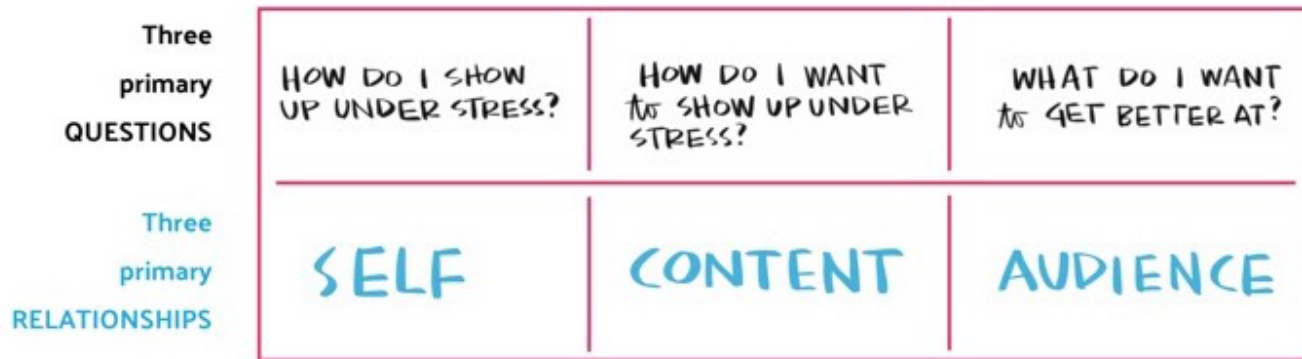 Three
primary
QUESTIONS
HOW DO I SHOW
UP UNDER STRESS?
HOW DO I WANT
to SHOW UP UNDER
STRESS?
WHAT DO I WANT
to GET BETTER AT?
Three
primary
RELATIONSHIPS
SELF
CONTENT
AUDIENCE